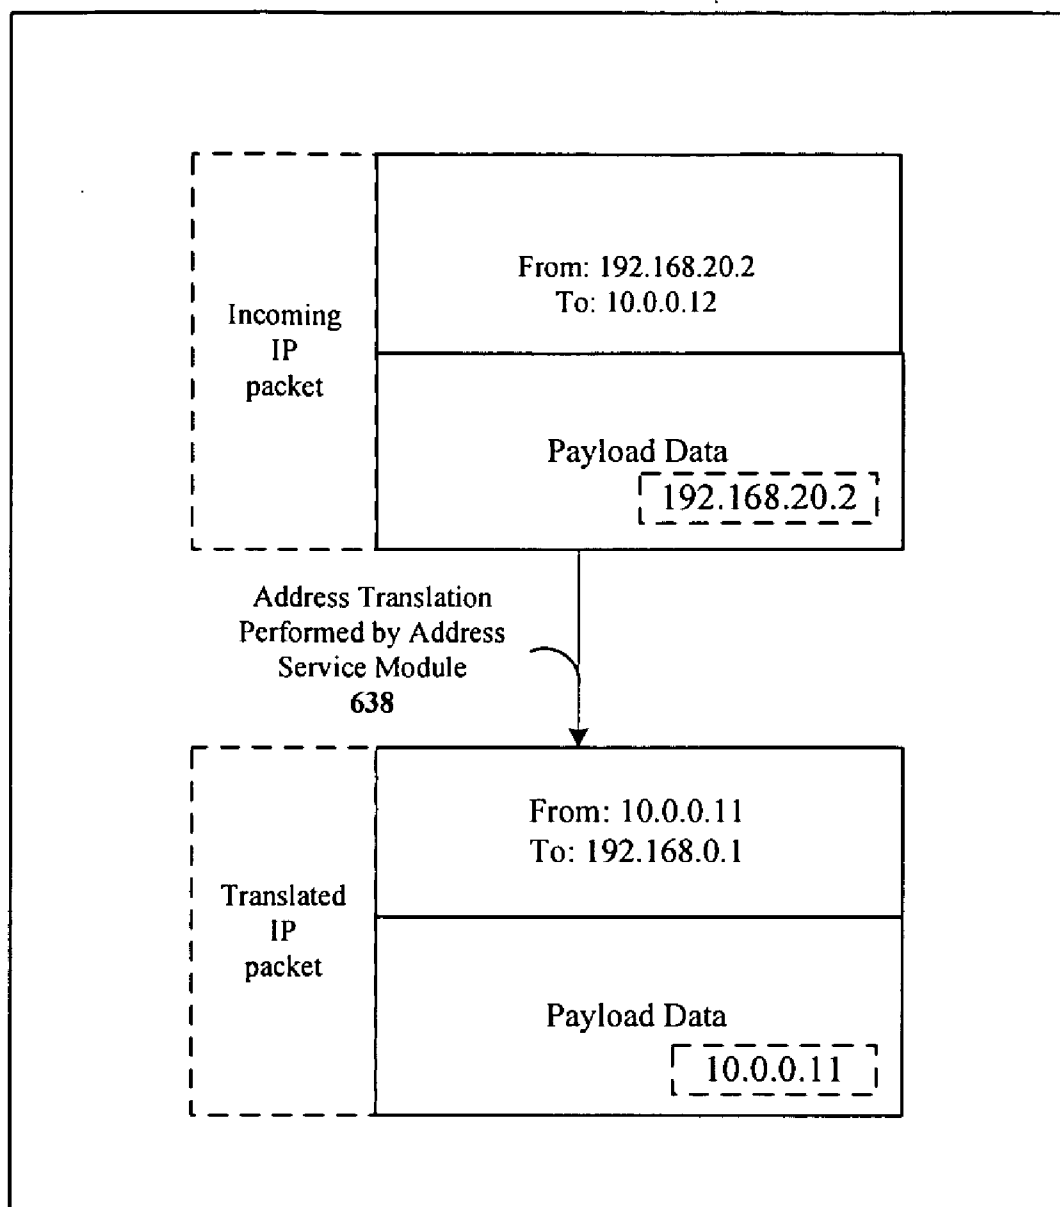 From: 192.168.20.2
To: 10.0.0.12
Incoming
IP
packet
Payload Data
192.168.20.2
Address Translation
Performed by Address
Service Module
638
From: 10.0.0.11
To: 192.168.0.1
Translated
IP
packet
Payload Data
10.0.0.11